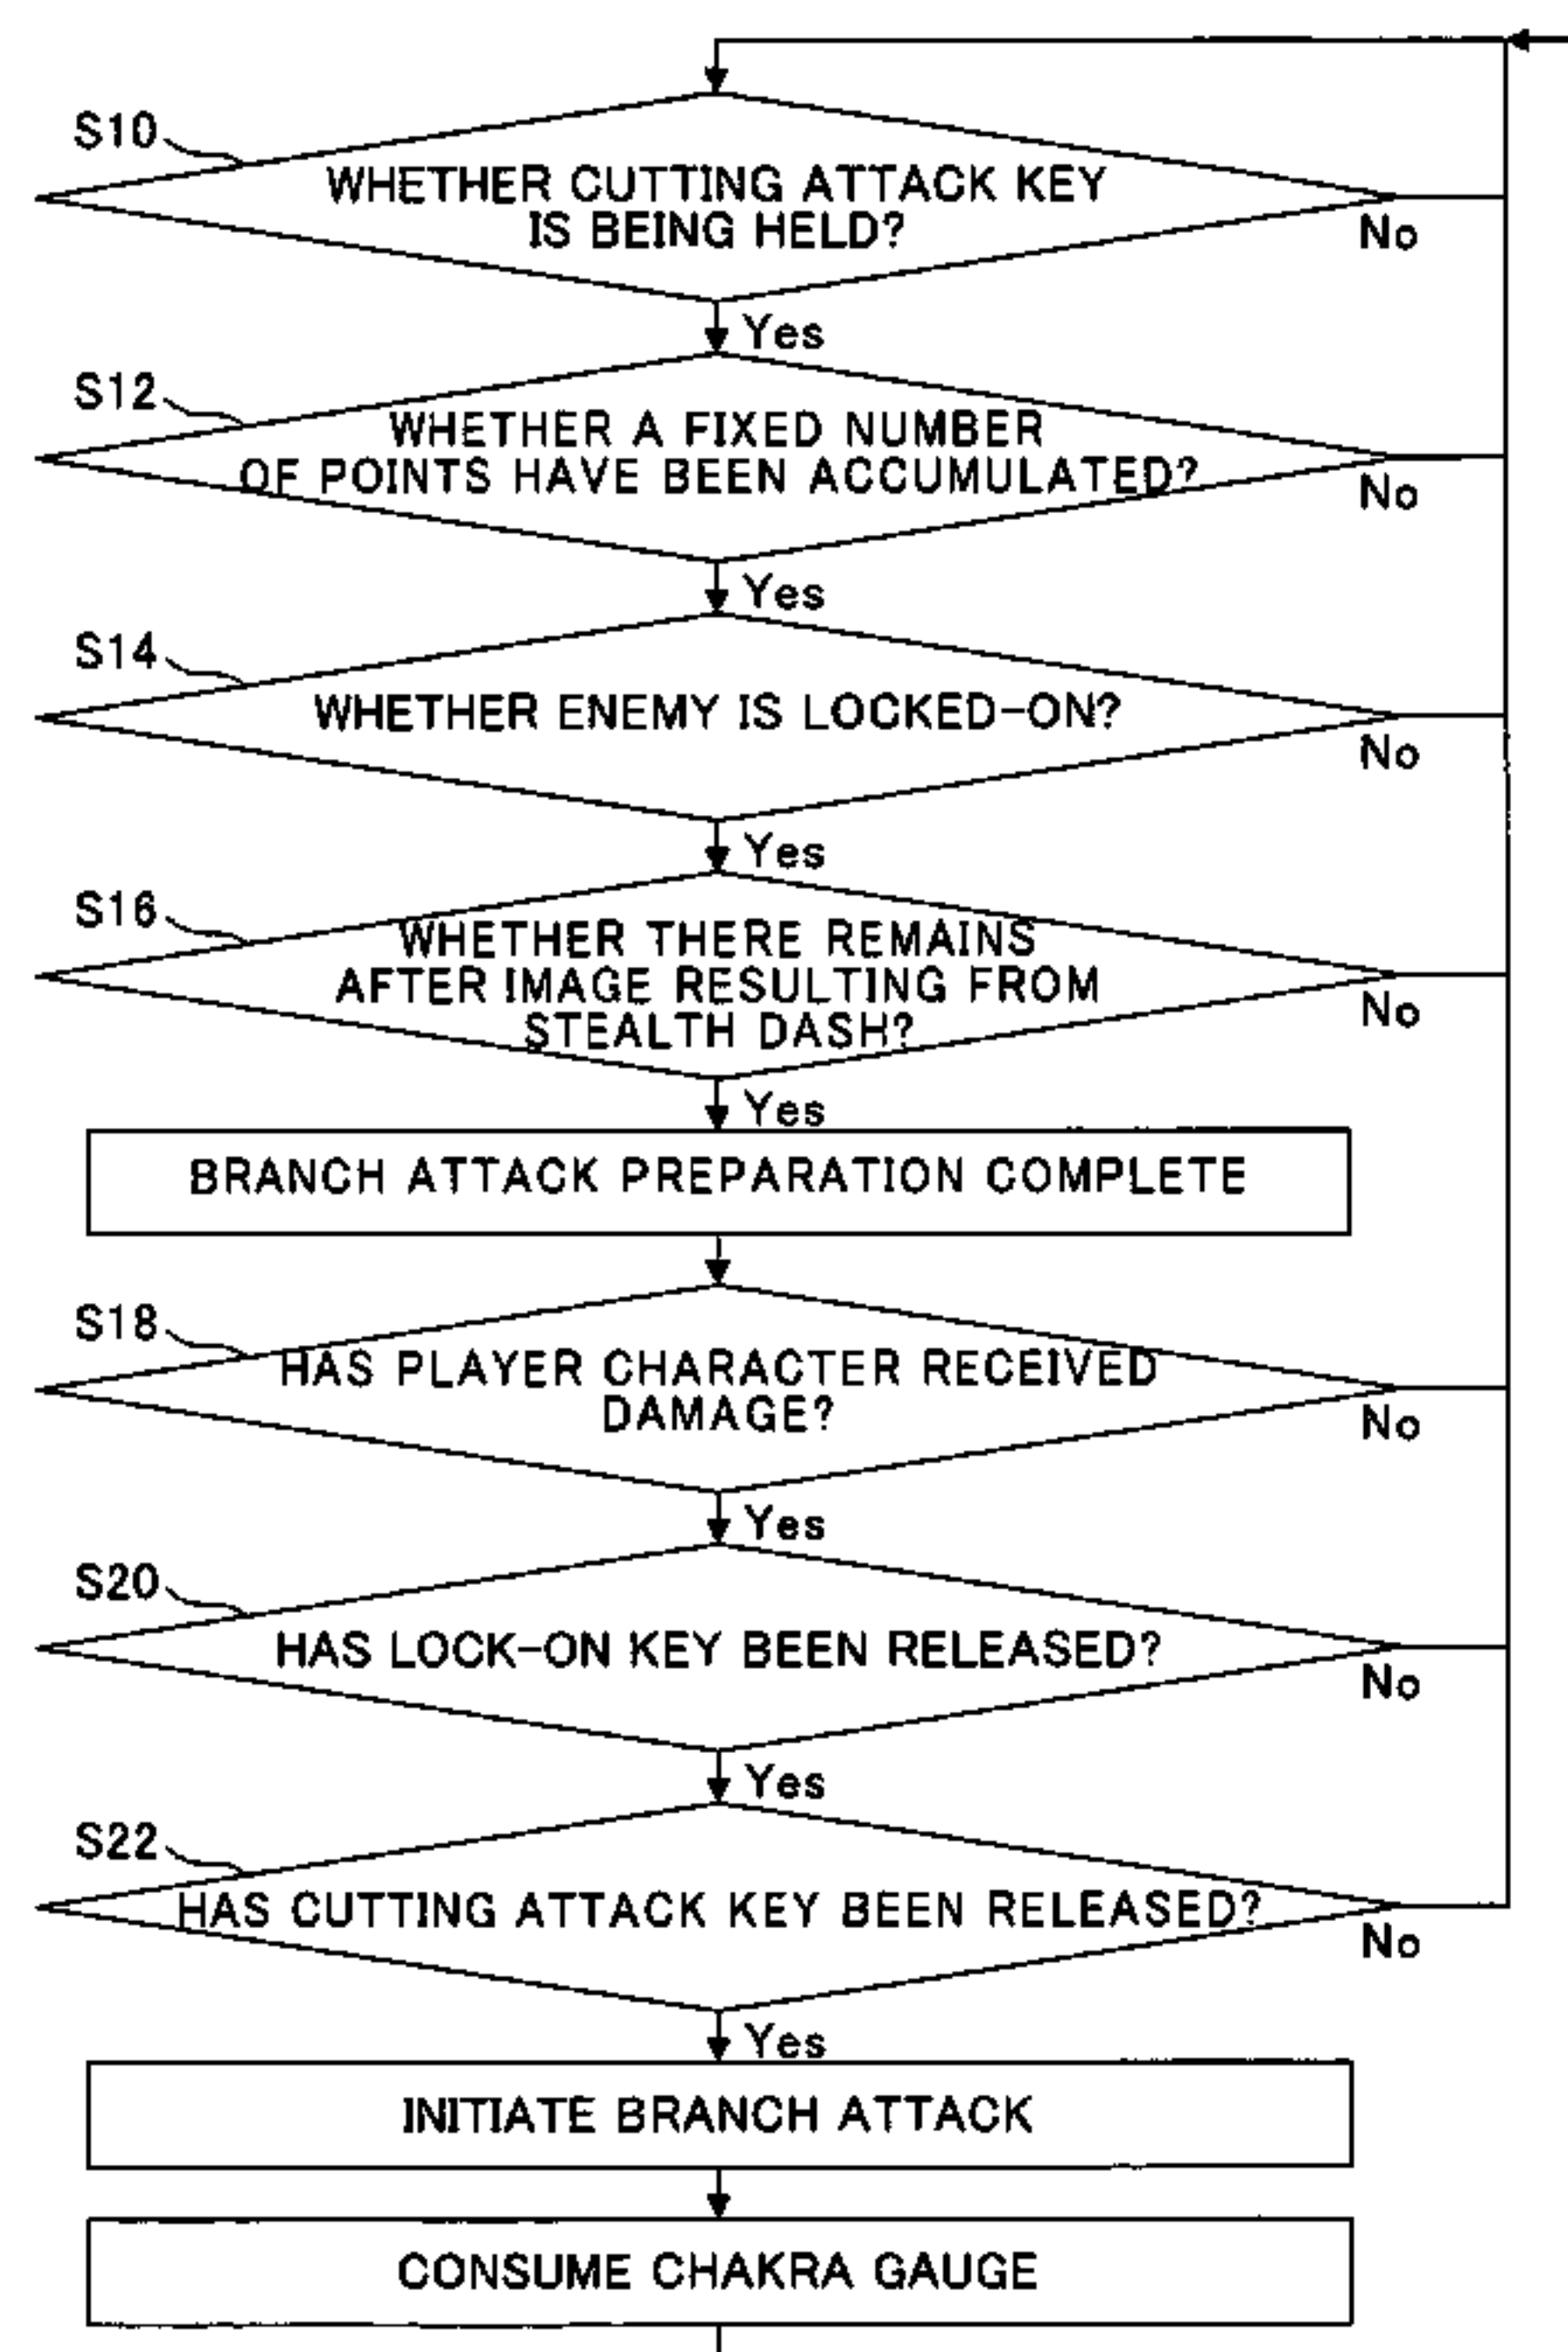 S10
WHETHER CUTTING ATTACK KEY
IS BEING HELD?
No
Yes
S12
WHETHER A FIXED NUMBER
OF POINTS HAVE BEEN ACCUMULATED?
No
Yes
S14
WHETHER ENEMY IS LOCKED-ON?
No
Yes
S16
WHETHER THERE REMAINS
AFTER IMAGE RESULTING FROM
STEALTH DASH?
No
Yes
BRANCH ATTACK PREPARATION COMPLETE
S18
HAS PLAYER CHARACTER RECEIVED
DAMAGE?
No
Yes
S20
HAS LOCK-ON KEY BEEN RELEASED?
No
Yes
S22
HAS CUTTING ATTACK KEY BEEN RELEASED?
No
Yes
INITIATE BRANCH ATTACK
CONSUME CHAKRA GAUGE